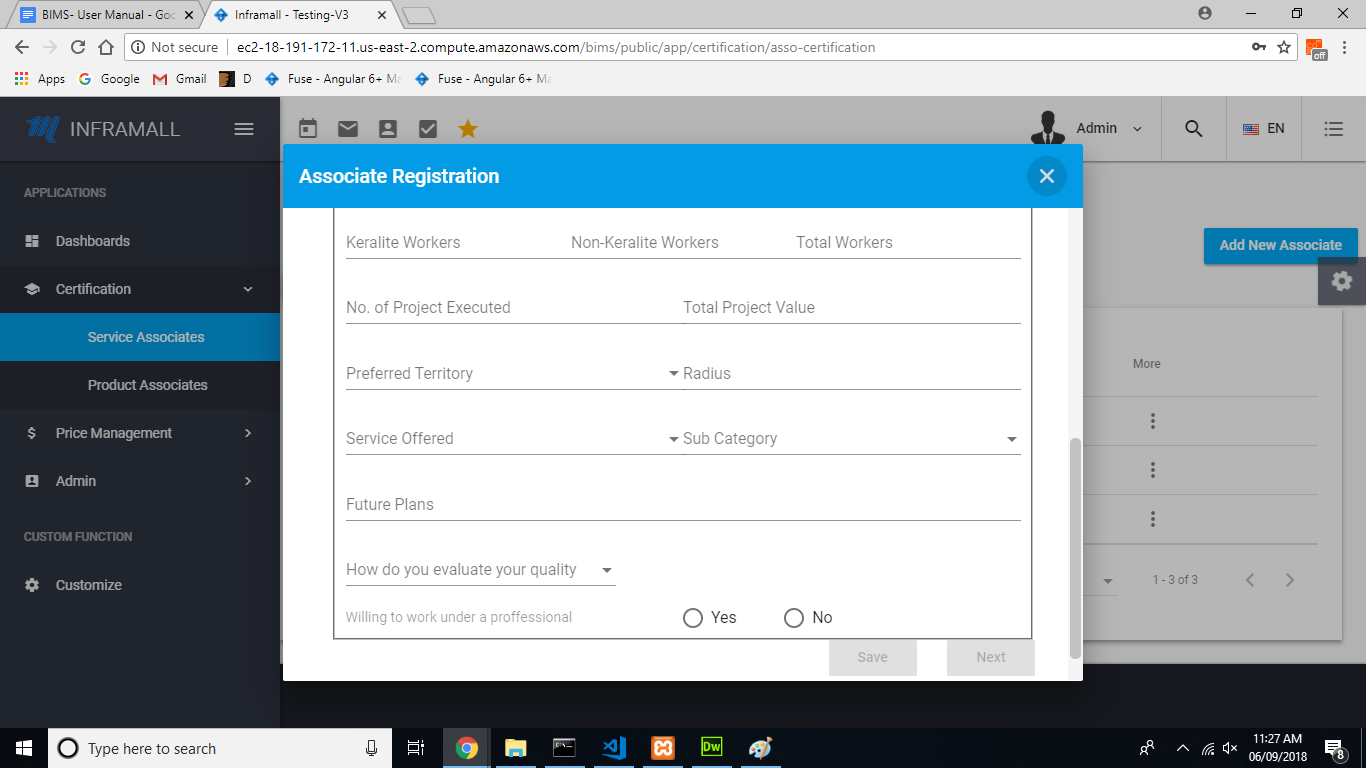 BIMS- User Manual - Goo
Inframall - Testing-V3
Not secure
ec2-18-191-172-11.us-east-2.compute.amazonaws.com/bims/public/app/certification/asso-certification
off
Apps
Google
Gmail
D
Fuse - Angular 6+ Ma
Fuse - Angular 6+ Ma
INFRAMALL
Admin
EN
APPLICATIONS
Dashboards
Certification
Service Associates
Product Associates
Price Management
Admin
CUSTOM FUNCTION
Customize
Associate Registration
Keralite Workers Non-Keralite Workers Total Workers
No. of Project Executed Total Project Value
Preferred Territory Radius
Service Offered Sub Category
Future Plans
How do you evaluate your quality
Willing to work under a proffessional Yes No
Save Next
Add New Associate
More
1 - 3 of 3
Type here to search
Dw
11:27 AM
06/09/2018
8